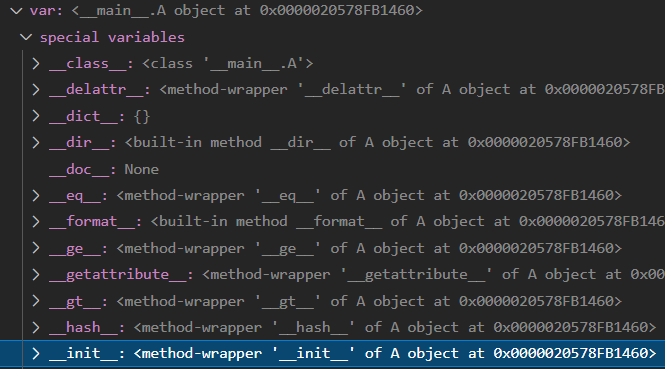 var: <__main__.A object at 0x0000020578FB1460>
special variables
__class__: <class '__main__.A'>
__delattr__: <method-wrapper '__delattr__' of A object at 0x0000020578FB
__dict__: {}
__dir__: <built-in method __dir__ of A object at 0x0000020578FB1460>
__doc__: None
__eq__: <method-wrapper '__eq__' of A object at 0x0000020578FB1460>
__format__: <built-in method __format__ of A object at 0x0000020578FB146
__ge__: <method-wrapper '__ge__' of A object at 0x0000020578FB1460>
__getattribute__: <method-wrapper '__getattribute__' of A object at 0x00
__gt__: <method-wrapper '__gt__' of A object at 0x0000020578FB1460>
__hash__: <method-wrapper '__hash__' of A object at 0x0000020578FB1460>
__init__: <method-wrapper '__init__' of A object at 0x0000020578FB1460>